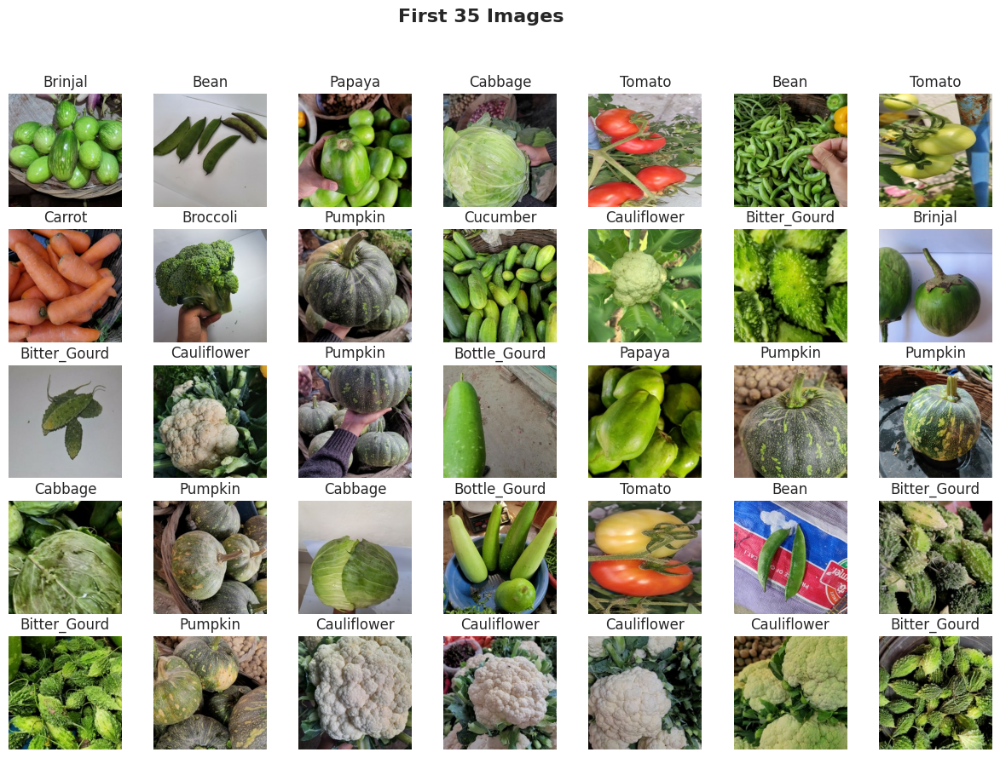 First 35 Images
Brinjal Bean Papaya Cabbage Tomato Bean Tomato
Carrot Broccoli Pumpkin Cucumber Cauliflower Bitter_Gourd Brinjal
Bitter_Gourd Cauliflower Pumpkin Bottle_Gourd Papaya Pumpkin Pumpkin
Cabbage Pumpkin Cabbage Bottle_Gourd Tomato Bean Bitter_Gourd
CAT.I
Bitter_Gourd Pumpkin Cauliflower Cauliflower Cauliflower Cauliflower Bitter_Gourd